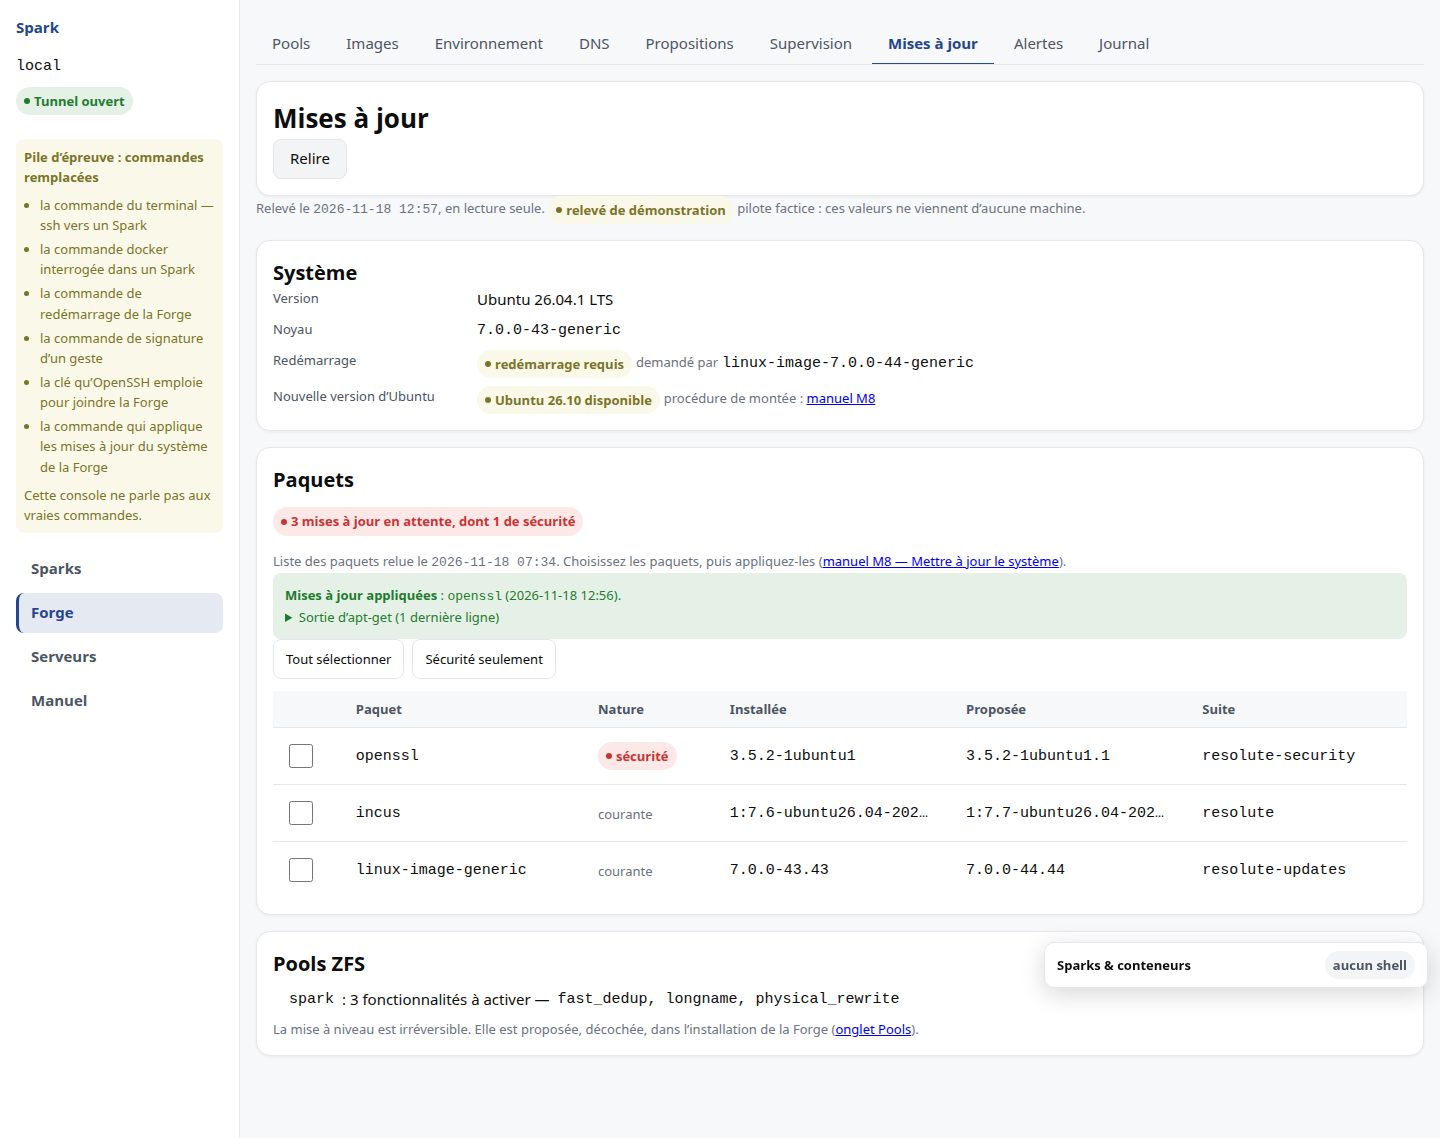 Spark
local
Tunnel ouvert
Pile d’épreuve : commandes
remplacées
la commande du terminal —
ssh vers un Spark
la commande docker
interrogée dans un Spark
la commande de
redémarrage de la Forge
la commande de signature
d’un geste
la clé qu’OpenSSH emploie
pour joindre la Forge
la commande qui applique
les mises à jour du système
de la Forge
Cette console ne parle pas aux
vraies commandes.
Sparks
Forge
Serveurs
Manuel
Pools Images Environnement DNS Propositions Supervision Mises à jour Alertes Journal
Mises à jour
Relire
Relevé le 2026-11-18 12:57, en lecture seule. relevé de démonstration pilote factice : ces valeurs ne viennent d’aucune machine.
Système
Version Ubuntu 26.04.1 LTS
Noyau 7.0.0-43-generic
Redémarrage redémarrage requis demandé par linux-image-7.0.0-44-generic
Nouvelle version d’Ubuntu Ubuntu 26.10 disponible procédure de montée : manuel M8
Paquets
3 mises à jour en attente, dont 1 de sécurité
Liste des paquets relue le 2026-11-18 07:34. Choisissez les paquets, puis appliquez-les (manuel M8 — Mettre à jour le système).
Mises à jour appliquées : openssl (2026-11-18 12:56).
Sortie d’apt-get (1 dernière ligne)
Tout sélectionner Sécurité seulement
Paquet Nature Installée Proposée Suite
openssl sécurité 3.5.2-1ubuntu1 3.5.2-1ubuntu1.1 resolute-security
incus courante 1:7.6-ubuntu26.04-202… 1:7.7-ubuntu26.04-202… resolute
linux-image-generic courante 7.0.0-43.43 7.0.0-44.44 resolute-updates
Pools ZFS
spark : 3 fonctionnalités à activer — fast_dedup, longname, physical_rewrite
La mise à niveau est irréversible. Elle est proposée, décochée, dans l’installation de la Forge (onglet Pools).
Sparks & conteneurs aucun shell